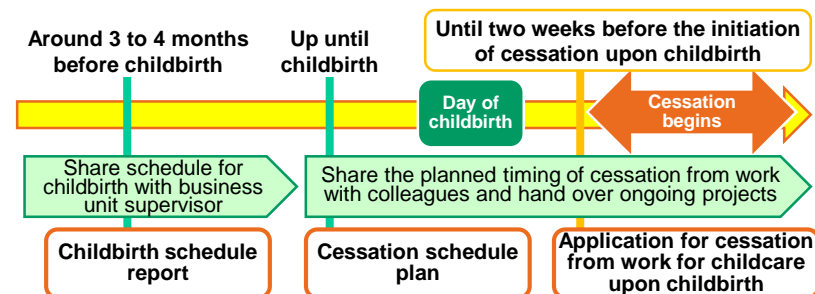 Around 3 to 4 months
before childbirth
Up until
childbirth
Until two weeks before the initiation
of cessation upon childbirth
Day of
childbirth
Cessation
begins
Share schedule for
childbirth with business
unit supervisor
Share the planned timing of cessation from work
with colleagues and hand over ongoing projects
Childbirth schedule
report
Cessation schedule
plan
Application for cessation
from work for childcare
upon childbirth